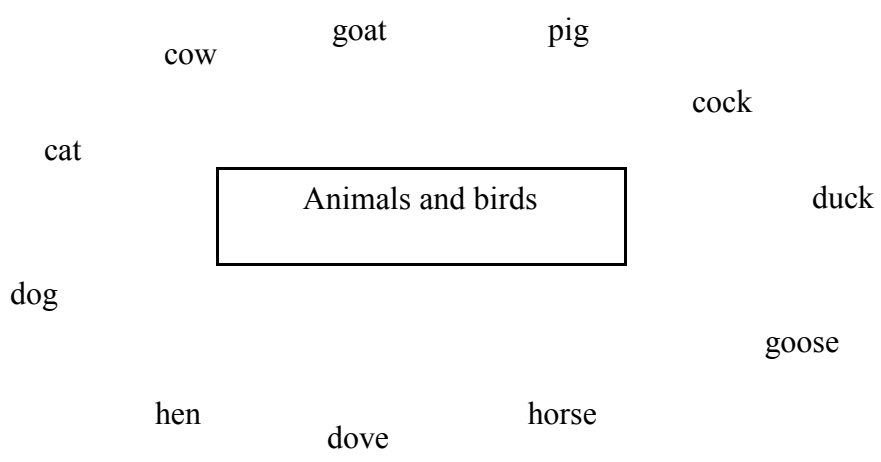 goat
pig
cow
cock
cat
Animals and birds
duck
dog
goose
hen
horse
dove